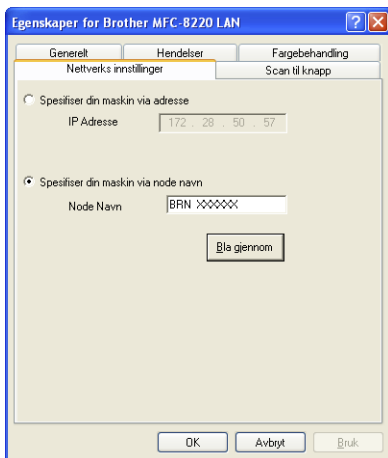 Egenskaper for Brother MFC-8220 LAN
Generelt Hendelser Fargebehandling
Nettverks innstillinger Scan til knapp
Spesifiser din maskin via adresse
IP Adresse 172 . 28 . 50 . 57
Spesifiser din maskin via node navn
Node Navn BRN XXXXXX
Bla gjennom
OK Avbryt Bruk